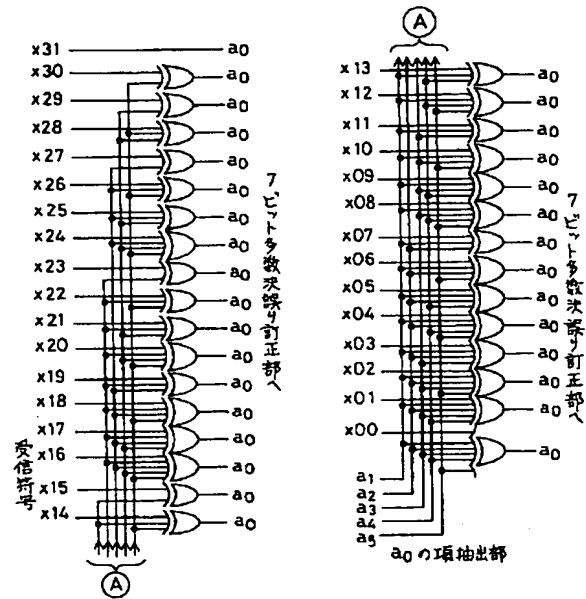 x31 a0
x30 a0
x29 a0
x28 a0
x27 a0
x26 a0
x25 a0
x24 a0
x23 a0
x22 a0
x21 a0
x20 a0
x19 a0
x18 a0
x17 a0
x16 a0
x15 a0
x14 a0
受信符号
7ビット多数決誤り訂正部へ
A
A
x13 a0
x12 a0
x11 a0
x10 a0
x09 a0
x08 a0
x07 a0
x06 a0
x05 a0
x04 a0
x03 a0
x02 a0
x01 a0
x00 a0
a1
a2
a3
a4
a5
7ビット多数決誤り訂正部へ
a0の項抽出部